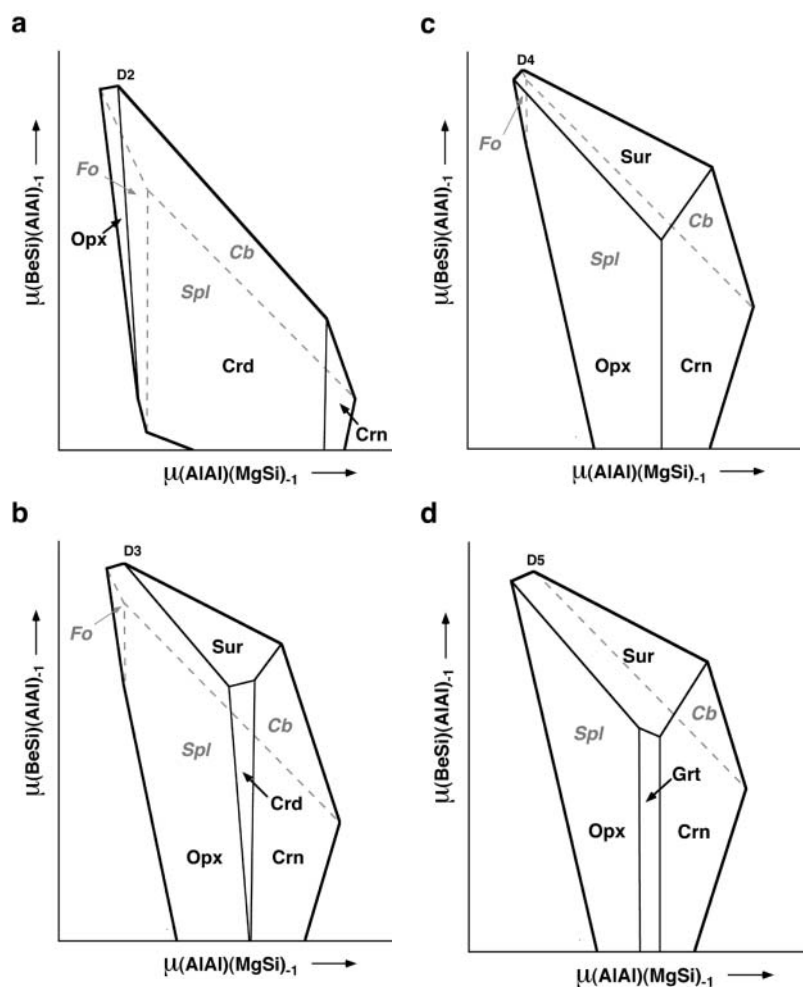 a
D2
Fo
Opx
Cb
Spl
Crd
Crn
μ(BeSi)(AlAl)-1
μ(AlAl)(MgSi)-1
b
D3
Fo
Sur
Spl
Cb
Crd
Opx
Crn
μ(BeSi)(AlAl)-1
μ(AlAl)(MgSi)-1
c
D4
Fo
Sur
Cb
Spl
Opx
Crn
μ(BeSi)(AlAl)-1
μ(AlAl)(MgSi)-1
d
D5
Sur
Cb
Spl
Grt
Opx
Crn
μ(BeSi)(AlAl)-1
μ(AlAl)(MgSi)-1